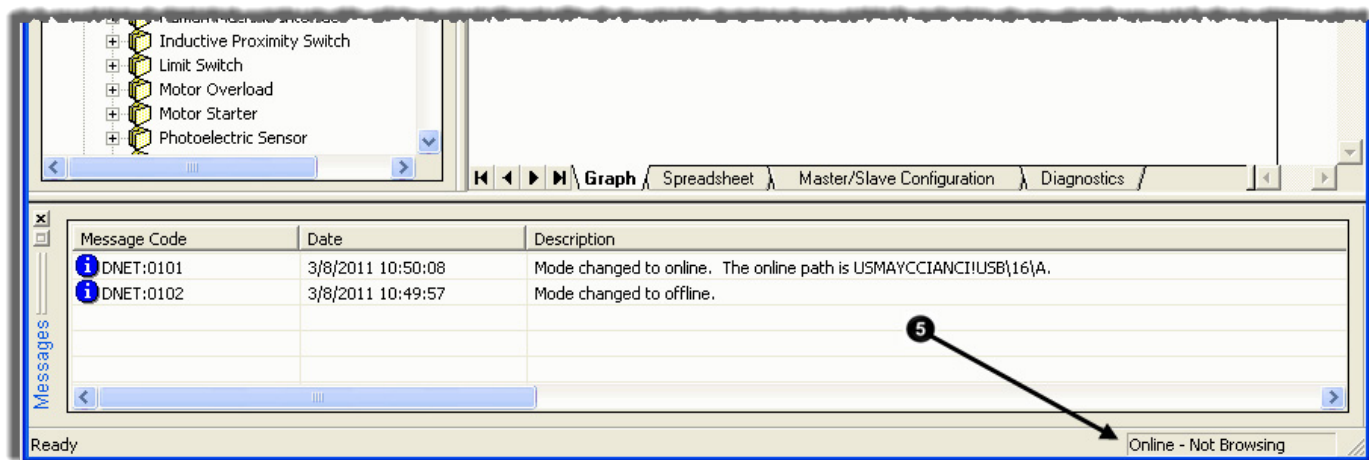 Inductive Proximity Switch
Limit Switch
Motor Overload
Motor Starter
Photoelectric Sensor
Graph Spreadsheet Master/Slave Configuration Diagnostics
Messages
Message Code Date Description
DNET:0101 3/8/2011 10:50:08 Mode changed to online. The online path is USMAYCCIANCI!USB\16\A.
DNET:0102 3/8/2011 10:49:57 Mode changed to offline.
5
Ready Online - Not Browsing